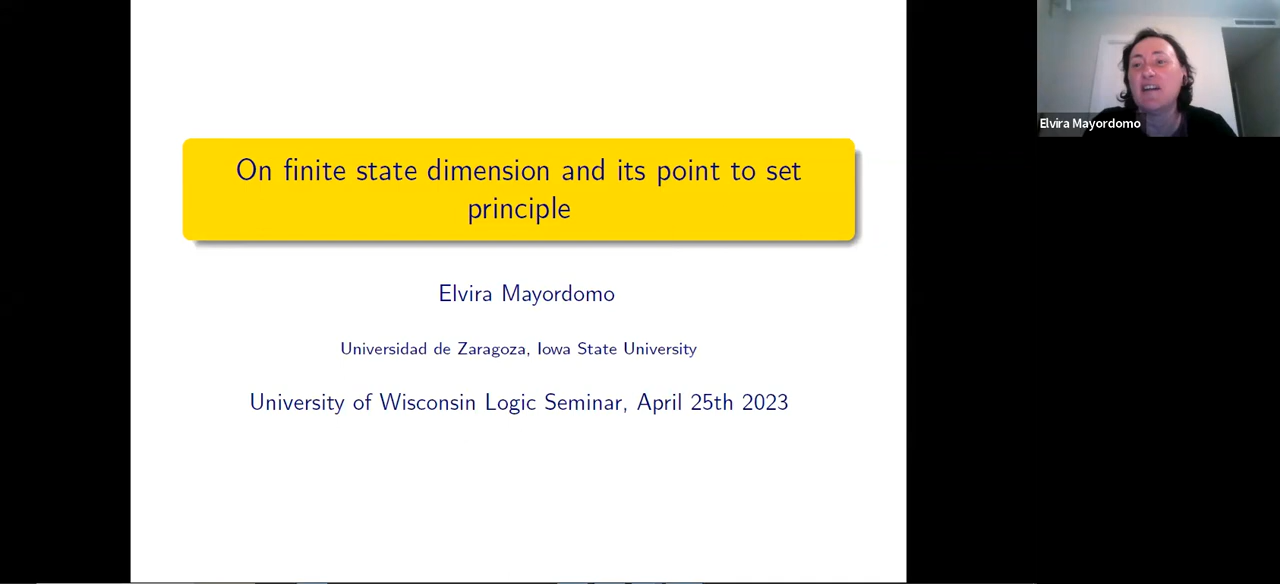 On finite state dimension and its point to set
principle
Elvira Mayordomo
Universidad de Zaragoza, Iowa State University
University of Wisconsin Logic Seminar, April 25th 2023
Elvira Mayordomo